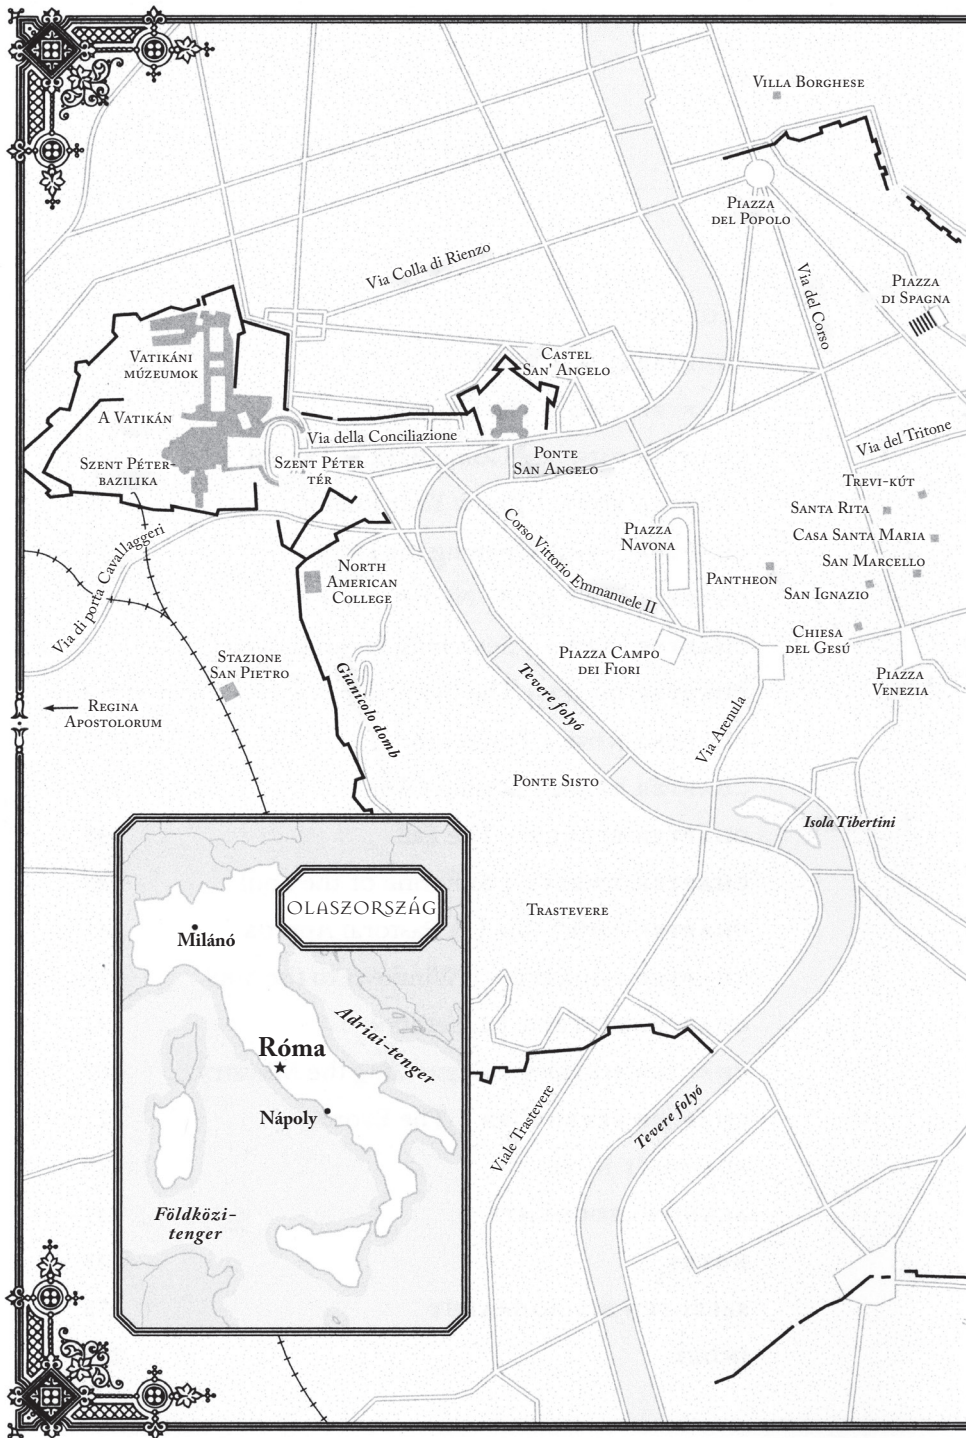 Villa Borghese
Piazza
del Popolo
Via Colla di Rienzo
Via del Corso
Piazza
di Spagna
Vatikáni
múzeumok
Castel
San' Angelo
A Vatikán
Via della Conciliazione
Szent Péter-
bazilika
Szent Péter
tér
Ponte
San Angelo
Via del Tritone
Trevi-kút
Santa Rita
Casa Santa Maria
San Marcello
San Ignazio
Pantheon
Piazza
Navona
Corso Vittorio Emmanuele II
Via di porta Cavallaggeri
North
American
College
Chiesa
del Gesú
Piazza Campo
dei Fiori
Stazione
San Pietro
Gianicolo domb
Tevere folyó
Piazza
Venezia
Regina
Apostolorum
Via Arenula
Ponte Sisto
Isola Tibertini
Trastevere
OLASZORSZÁG
Milánó
Adriai-tenger
Róma
Nápoly
Földközi-
tenger
Viale Trastevere
Tevere folyó